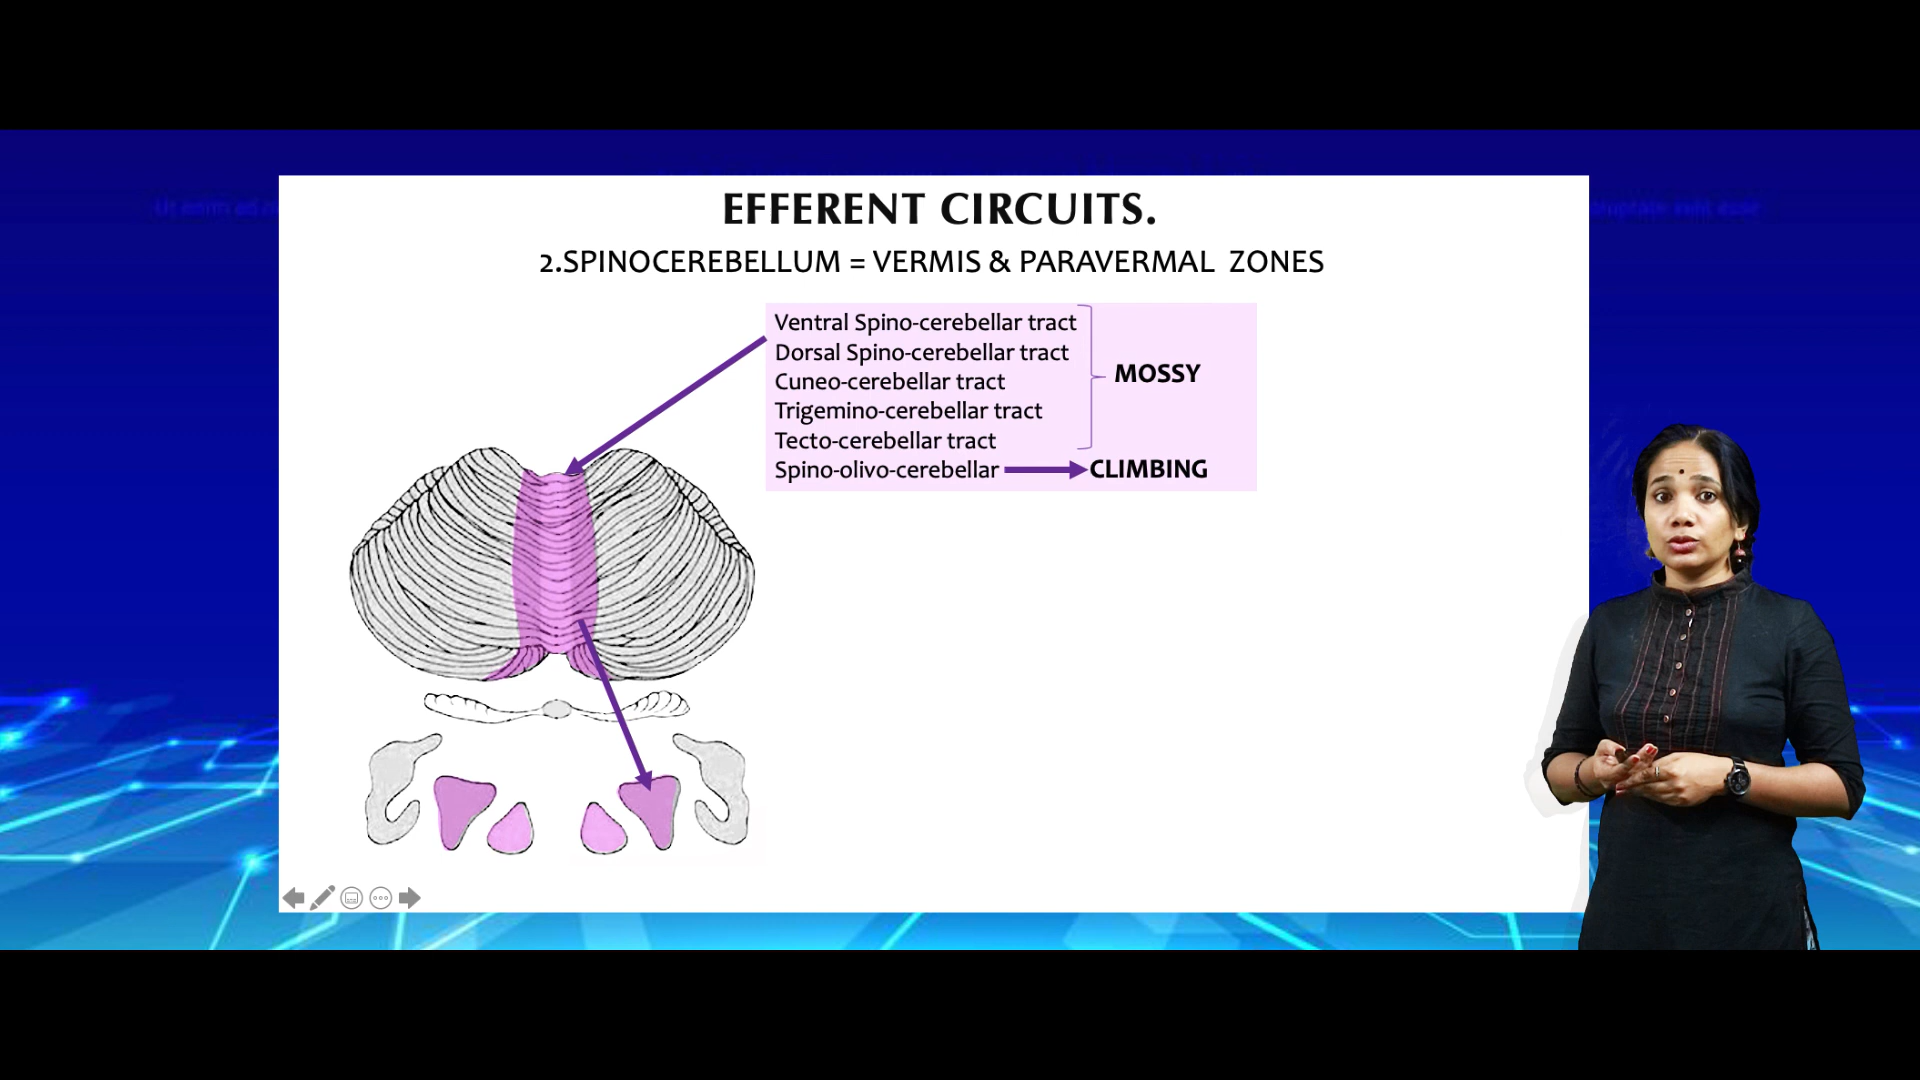 EFFERENT CIRCUITS.
2.SPINOCEREBELLUM = VERMIS & PARAVERMAL ZONES
Ventral Spino-cerebellar tract
Dorsal Spino-cerebellar tract
Cuneo-cerebellar tract
Trigemino-cerebellar tract
Tecto-cerebellar tract
MOSSY
Spino-olivo-cerebellar
CLIMBING